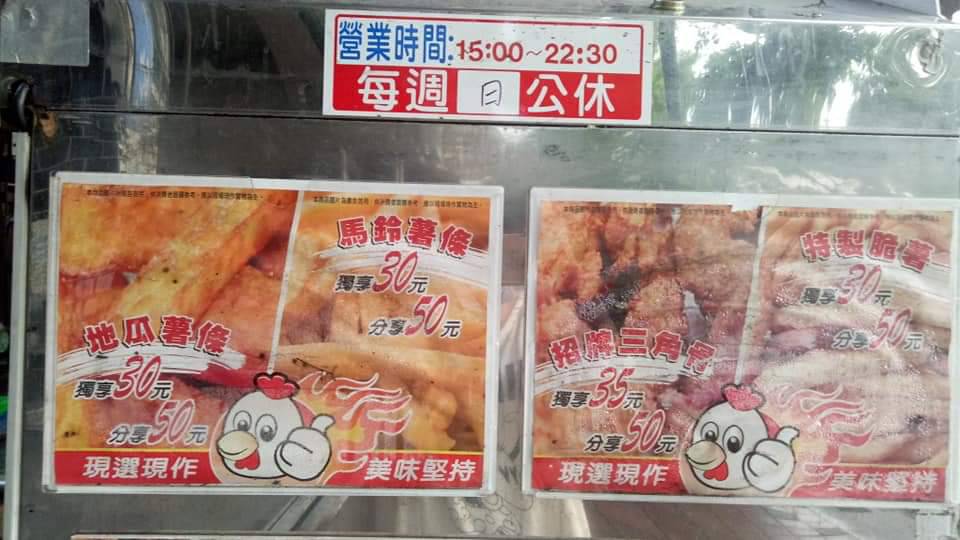 營業時間:15:00~22:30
每週日公休
馬鈴薯條
獨享30元
分享50元
地瓜薯條
獨享30元
分享50元
現選現作
美味堅持
特製脆薯
獨享30元
分享50元
招牌三角骨
獨享35元
分享50元
現選現作
美味堅持